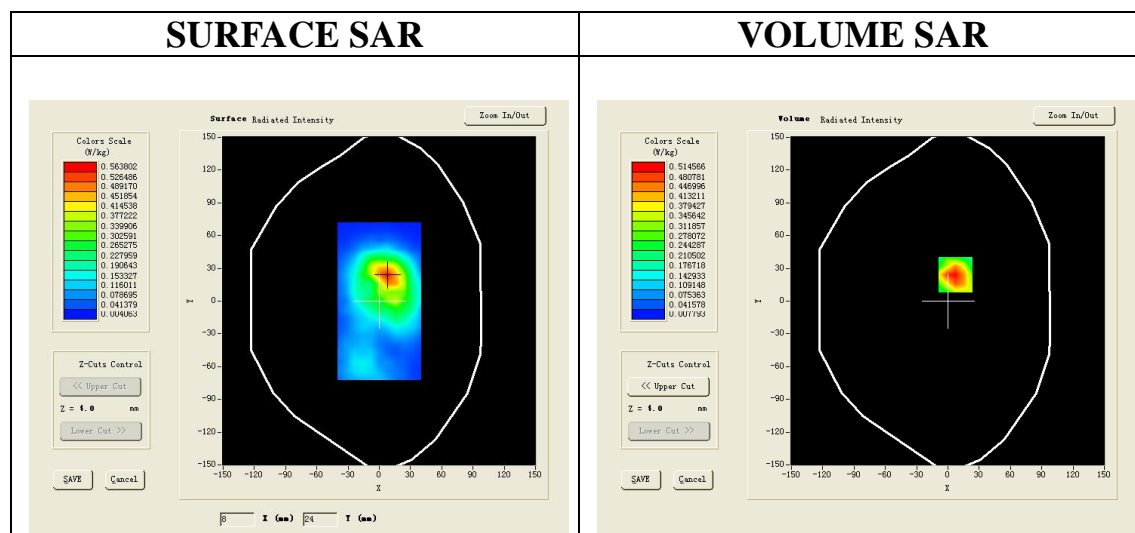 SURFACE SAR
VOLUME SAR
Surface Radiated Intensity
Zoom In/Out
Colors Scale
(W/kg)
0.563802
0.526486
0.489170
0.451854
0.414538
0.377222
0.339906
0.302591
0.265275
0.227959
0.190643
0.153327
0.116011
0.078695
0.041379
0.004063
150
120
90
60
30
0
-30
-60
-90
-120
-150
Y
-150 -120 -90 -60 -30 0 30 60 90 120 150
X
Z-Cuts Control
<< Upper Cut
Z = 4.0 mm
Lower Cut >>
SAVE
Cancel
8 X (mm) 24 Y (mm)
Volume Radiated Intensity
Zoom In/Out
Colors Scale
(W/kg)
0.514566
0.480781
0.446996
0.413211
0.379427
0.345642
0.311857
0.278072
0.244287
0.210502
0.176718
0.142933
0.109148
0.075363
0.041578
0.007793
150
120
90
60
30
0
-30
-60
-90
-120
-150
Y
-150 -120 -90 -60 -30 0 30 60 90 120 150
X
Z-Cuts Control
<< Upper Cut
Z = 4.0 mm
Lower Cut >>
SAVE
Cancel